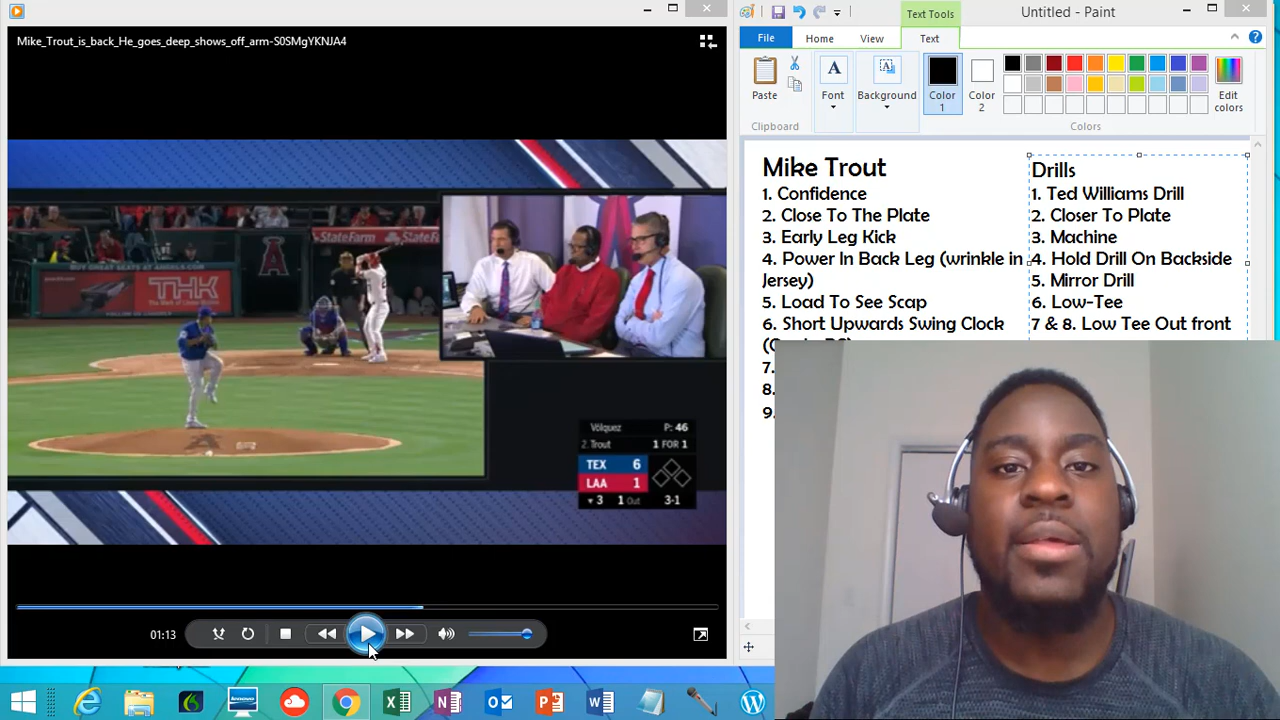 Mike_Trout_is_back_He_goes_deep_shows_off_arm-S0SMgYKNJA4
StateFarm
StateFarm
THK
Vólquez P: 46
2. Trout 1 FOR 1
TEX 6
LAA 1
3 1 Out 3-1
01:13
Text Tools
Untitled - Paint
File
Home
View
Text
Paste
Font
Background
Color
1
Color
2
Edit
colors
Clipboard
Colors
Mike Trout
1. Confidence
2. Close To The Plate
3. Early Leg Kick
4. Power In Back Leg (wrinkle in
Jersey)
5. Load To See Scap
6. Short Upwards Swing Clock
7.
8.
9.
Drills
1. Ted Williams Drill
2. Closer To Plate
3. Machine
4. Hold Drill On Backside
5. Mirror Drill
6. Low-Tee
7 & 8. Low Tee Out front